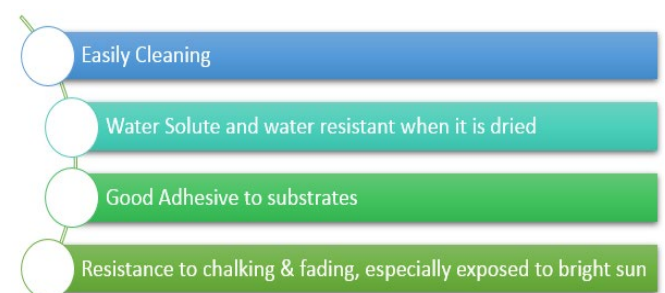 Easily Cleaning
Water Solute and water resistant when it is dried
Good Adhesive to substrates
Resistance to chalking & fading, especially exposed to bright sun